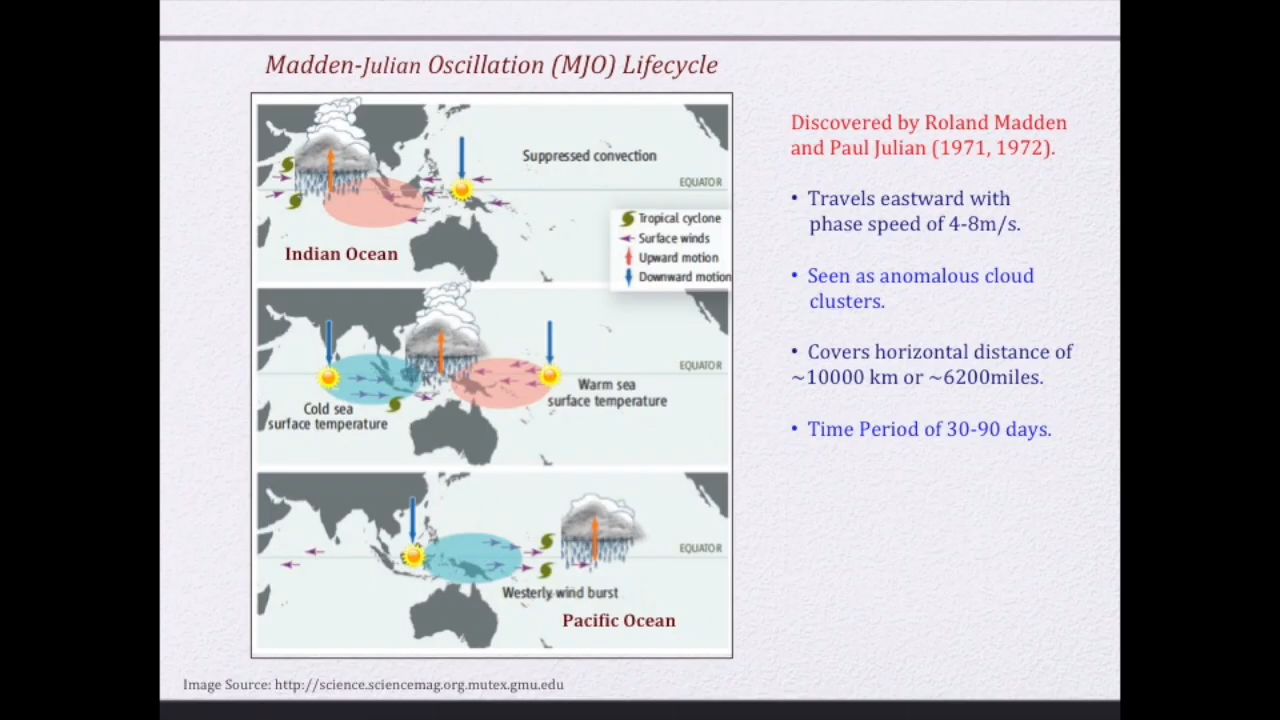 Madden-Julian Oscillation (MJO) Lifecycle
Suppressed convection
EQUATOR
Tropical cyclone
Surface winds
Upward motion
Downward motion
Indian Ocean
EQUATOR
Warm sea
surface temperature
Cold sea
surface temperature
EQUATOR
Westerly wind burst
Pacific Ocean
Discovered by Roland Madden
and Paul Julian (1971, 1972).
• Travels eastward with
phase speed of 4-8m/s.
• Seen as anomalous cloud
clusters.
• Covers horizontal distance of
~10000 km or ~6200miles.
• Time Period of 30-90 days.
Image Source: http://science.sciencemag.org.mutex.gmu.edu